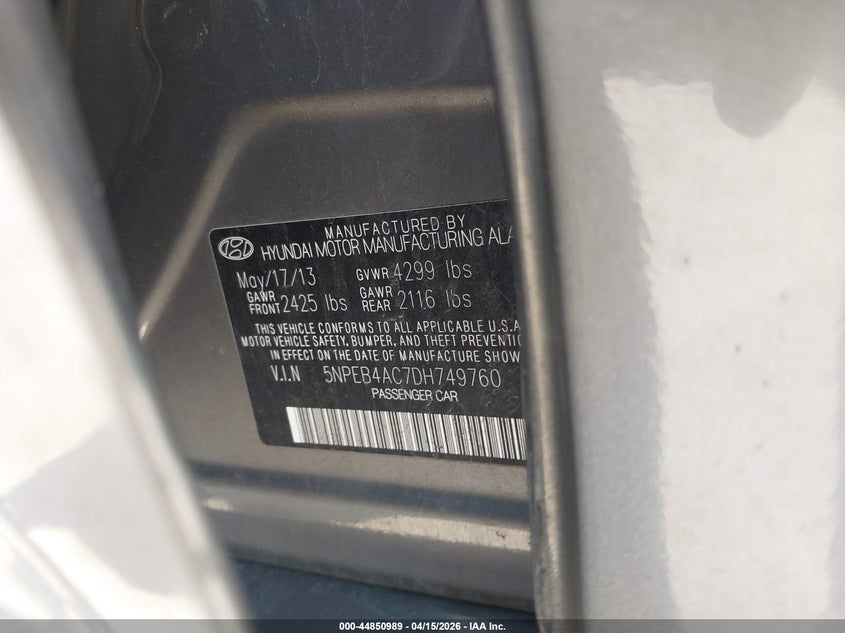 MANUFACTURED BY
HYUNDAI MOTOR MANUFACTURING ALA
May/17/13 GVWR 4299 lbs
GAWR FRONT 2425 lbs GAWR REAR 2116 lbs
THIS VEHICLE CONFORMS TO ALL APPLICABLE U.S.A
MOTOR VEHICLE SAFETY, BUMPER, AND THEFT PREVENTIO
IN EFFECT ON THE DATE OF MANUFACTURE SHOW
V.I.N 5NPEB4AC7DH749760
PASSENGER CAR
000-44850989 - 04/15/2026 - IAA Inc.